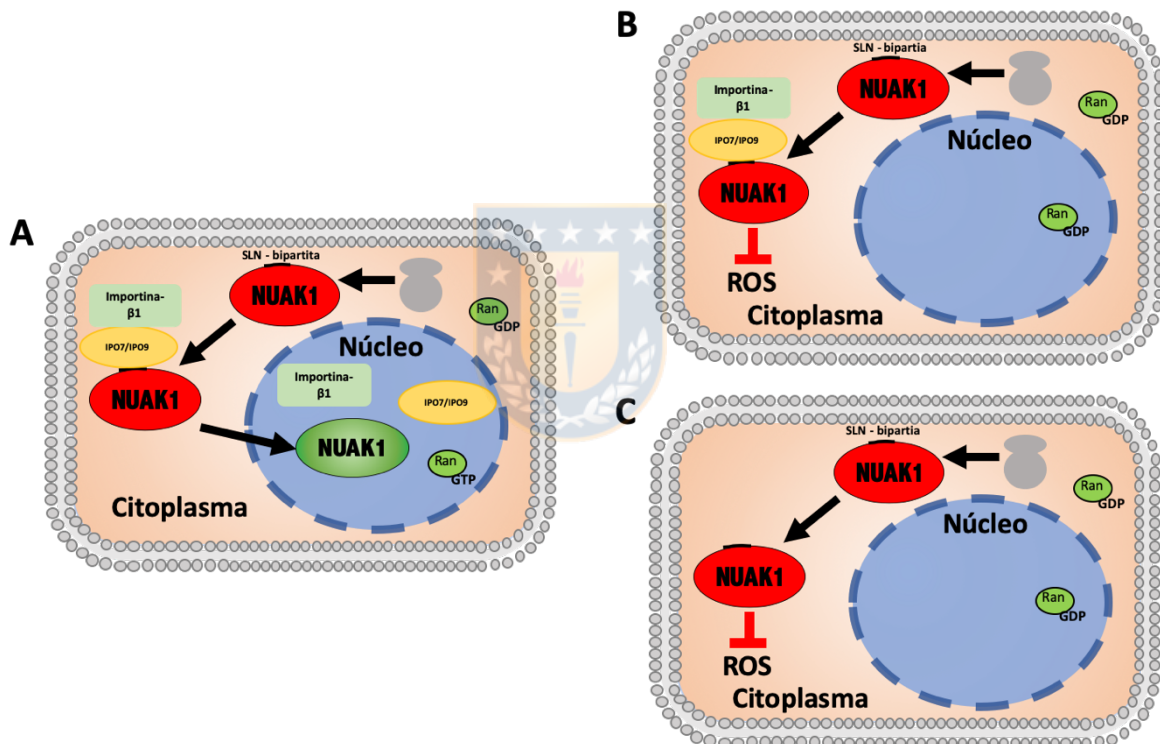 A
SLN - bipartita
NUAK1
Importina-
β1
IPO7/IPO9
NUAK1
Ran
GDP
Núcleo
Importina-
β1
IPO7/IPO9
NUAK1
Ran
GTP
Citoplasma
B
SLN - bipartia
NUAK1
Importina-
β1
IPO7/IPO9
NUAK1
Ran
GDP
Núcleo
Ran
GDP
ROS
Citoplasma
C
SLN - bipartia
NUAK1
Ran
GDP
Núcleo
NUAK1
Ran
GDP
ROS
Citoplasma